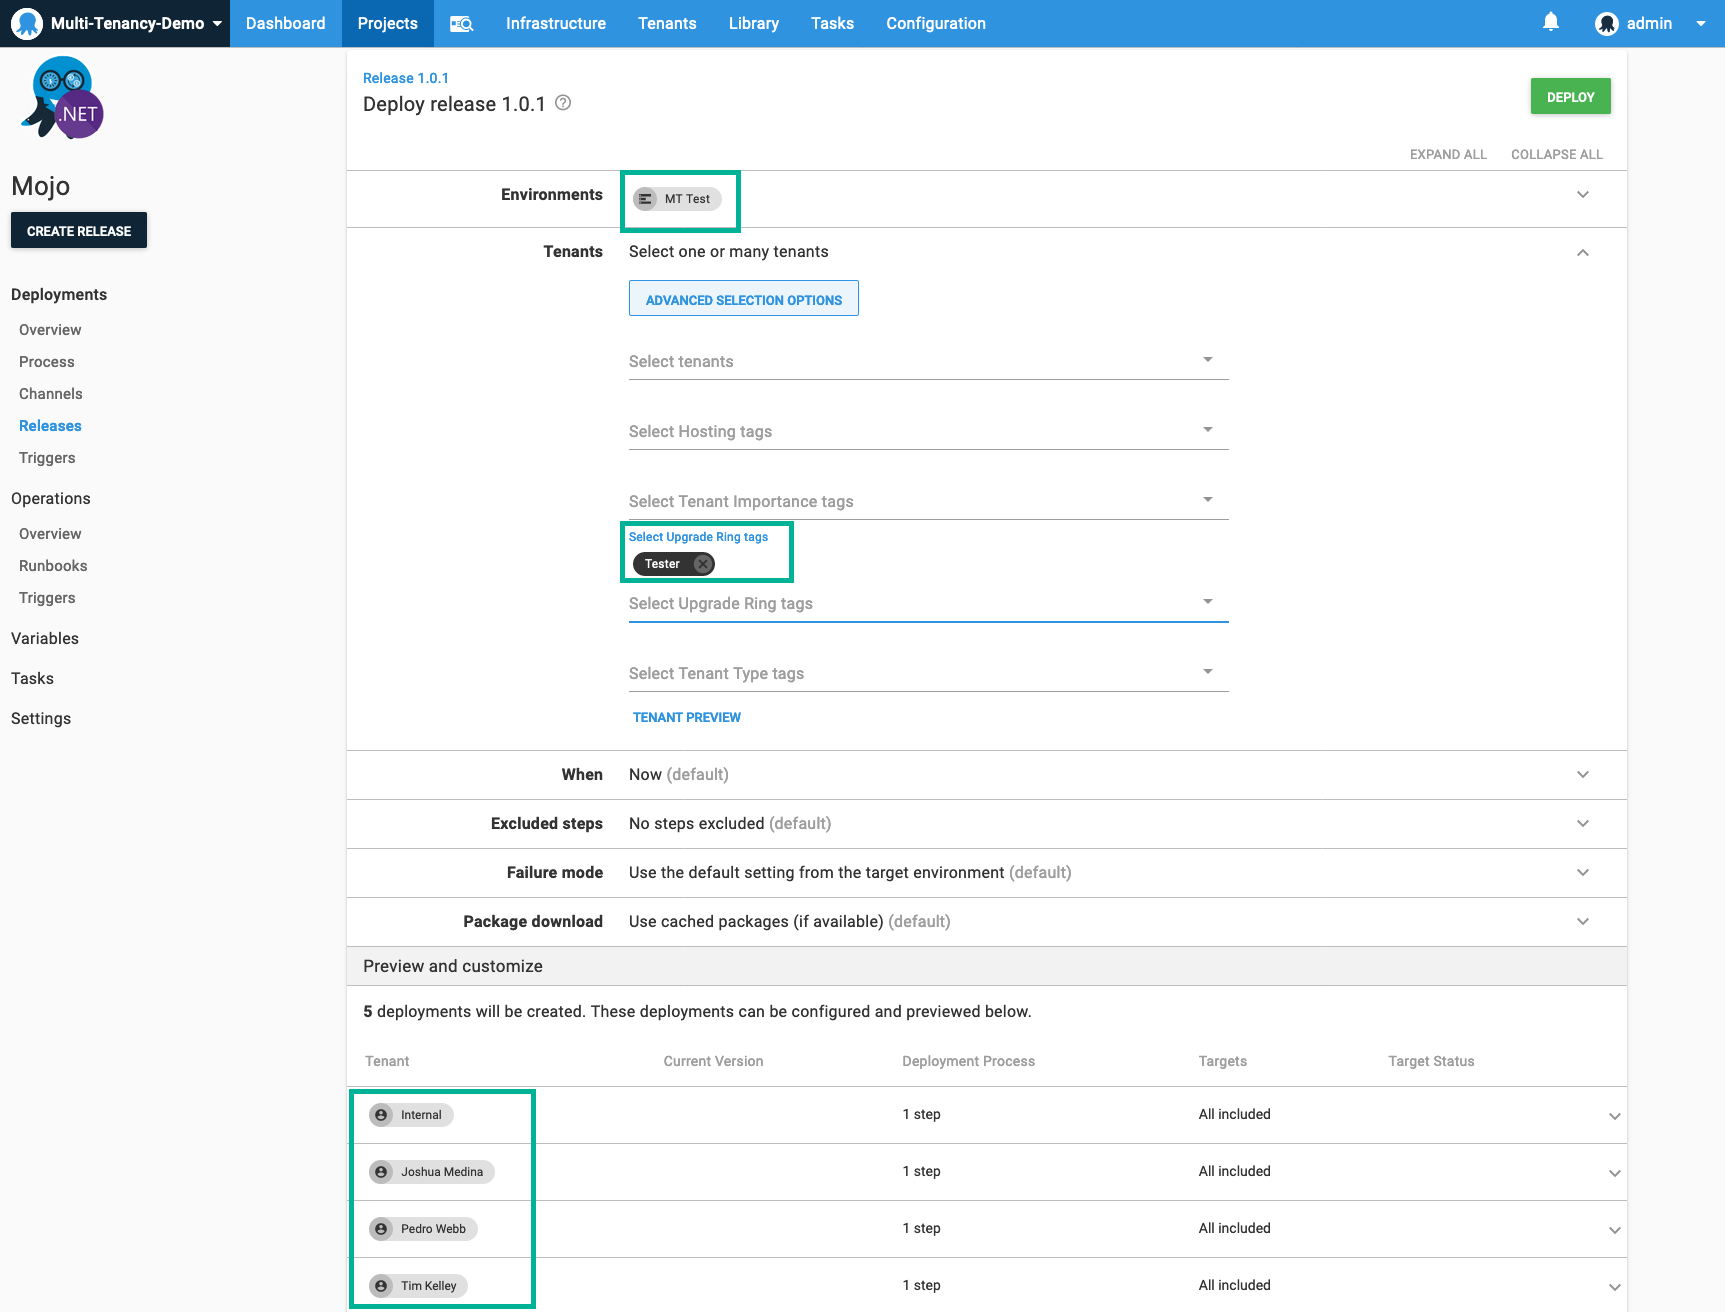 Multi-Tenancy-Demo Dashboard Projects Infrastructure Tenants Library Tasks Configuration admin
.NET
Mojo
CREATE RELEASE
Deployments
Overview
Process
Channels
Releases
Triggers
Operations
Overview
Runbooks
Triggers
Variables
Tasks
Settings
Release 1.0.1
Deploy release 1.0.1 ?
DEPLOY
EXPAND ALL COLLAPSE ALL
Environments MT Test
Tenants Select one or many tenants
ADVANCED SELECTION OPTIONS
Select tenants
Select Hosting tags
Select Tenant Importance tags
Select Upgrade Ring tags
Tester
Select Upgrade Ring tags
Select Tenant Type tags
TENANT PREVIEW
When Now (default)
Excluded steps No steps excluded (default)
Failure mode Use the default setting from the target environment (default)
Package download Use cached packages (if available) (default)
Preview and customize
5 deployments will be created. These deployments can be configured and previewed below.
Tenant Current Version Deployment Process Targets Target Status
Internal 1 step All included
Joshua Medina 1 step All included
Pedro Webb 1 step All included
Tim Kelley 1 step All included